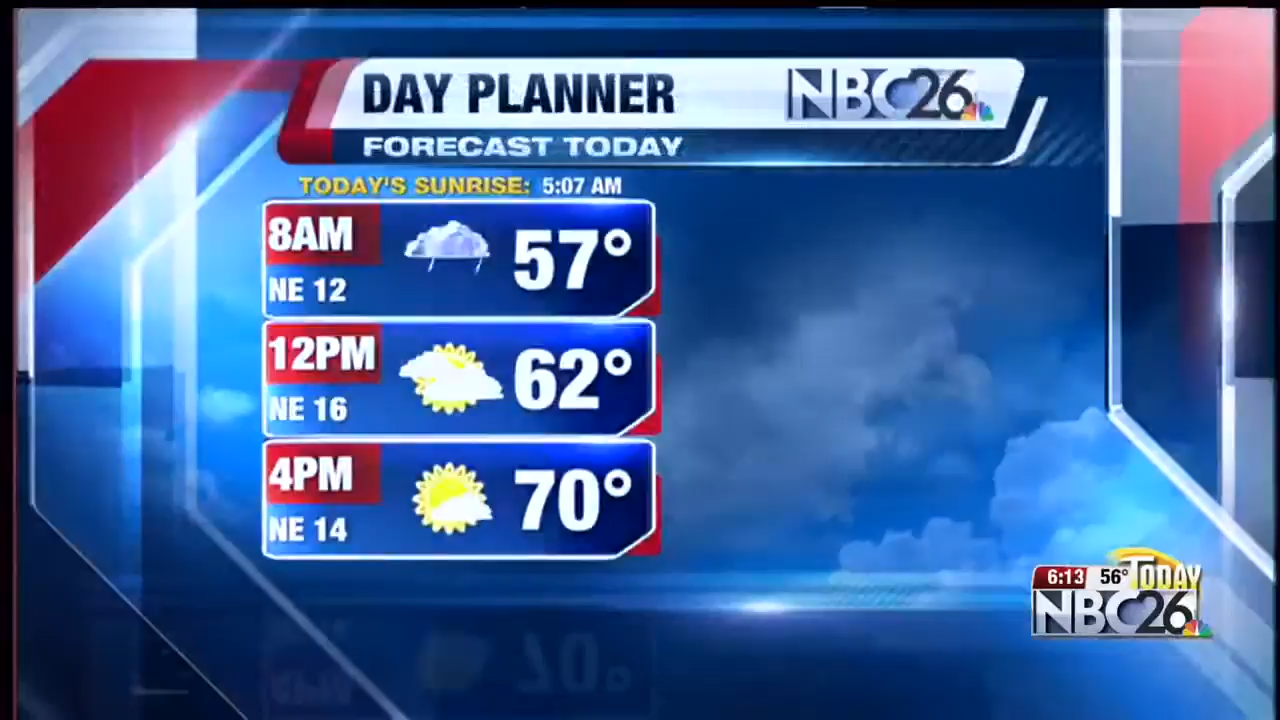 DAY PLANNER
NBC26
FORECAST TODAY
TODAY'S SUNRISE: 5:07 AM
8AM
57°
NE 12
12PM
62°
NE 16
4PM
70°
NE 14
6:13 56° TODAY
NBC26